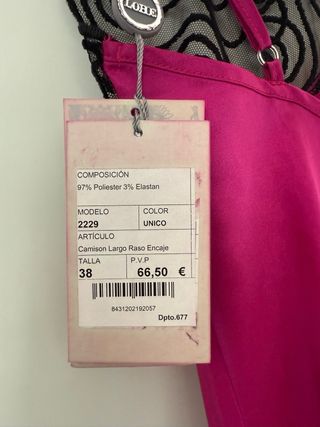 LOHE
COMPOSICIÓN
97% Poliester 3% Elastan
MODELO COLOR
2229 UNICO
ARTÍCULO
Camison Largo Raso Encaje
TALLA P.V.P
38 66,50 €
8431202192057
Dpto.677